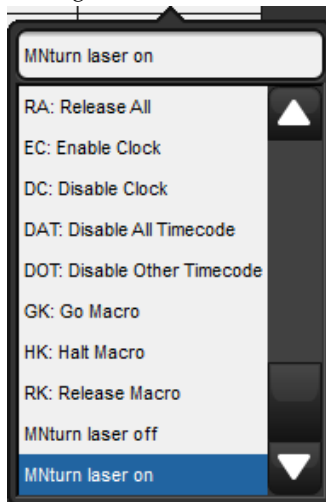 MNturn laser on
RA: Release All
EC: Enable Clock
DC: Disable Clock
DAT: Disable All Timecode
DOT: Disable Other Timecode
GK: Go Macro
HK: Halt Macro
RK: Release Macro
MNturn laser off
MNturn laser on